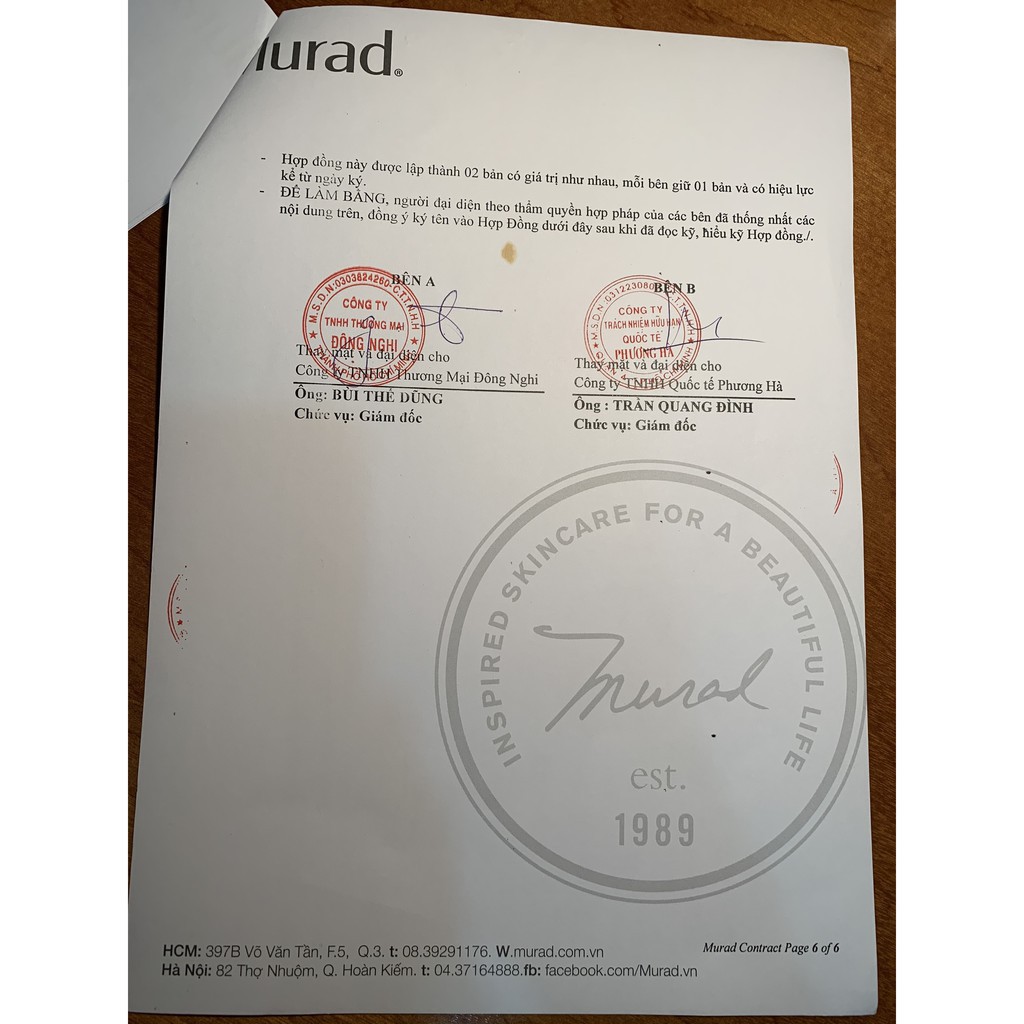 Murad®
- Hợp đồng này được lập thành 02 bản có giá trị như nhau, mỗi bên giữ 01 bản và có hiệu lực
kể từ ngày ký.
- ĐỂ LÀM BẰNG, người đại diện theo thẩm quyền hợp pháp của các bên đã thống nhất các
nội dung trên, đồng ý ký tên vào Hợp Đồng dưới đây sau khi đã đọc kỹ, hiểu kỹ Hợp đồng./.
BÊN A
M.S.D.N:0303624260-C.T.T.N.H.H
CÔNG TY
TNHH THƯƠNG MẠI
ĐÔNG NGHI
Thay mặt và đại diện cho
Công ty TNHH Thương Mại Đông Nghi
Ông: BÙI THẾ DŨNG
Chức vụ: Giám đốc
BÊN B
CÔNG TY
TRÁCH NHIỆM HỮU HẠN
QUỐC TẾ
PHƯƠNG HÀ
Thay mặt và đại diện cho
Công ty TNHH Quốc tế Phương Hà
Ông : TRẦN QUANG ĐÌNH
Chức vụ: Giám đốc
INSPIRED SKINCARE FOR A BEAUTIFUL LIFE
Murad
est.
1989
HCM: 397B Võ Văn Tần, F.5, Q.3. t: 08.39291176. W.murad.com.vn
Hà Nội: 82 Thợ Nhuộm, Q. Hoàn Kiếm. t: 04.37164888.fb: facebook.com/Murad.vn
Murad Contract Page 6 of 6